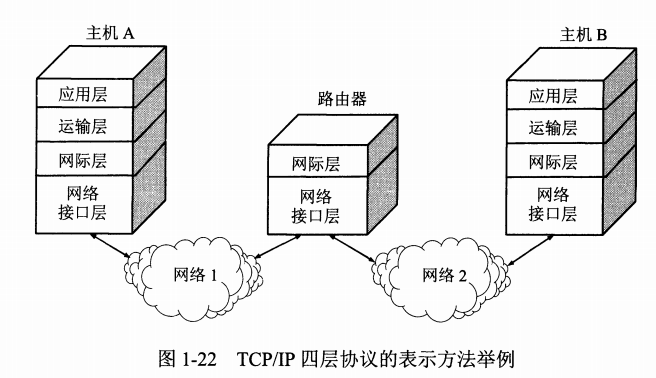 主机 A
应用层
运输层
网际层
网络
接口层
路由器
网际层
网络
接口层
主机 B
应用层
运输层
网际层
网络
接口层
网络 1
网络 2
图 1-22 TCP/IP 四层协议的表示方法举例